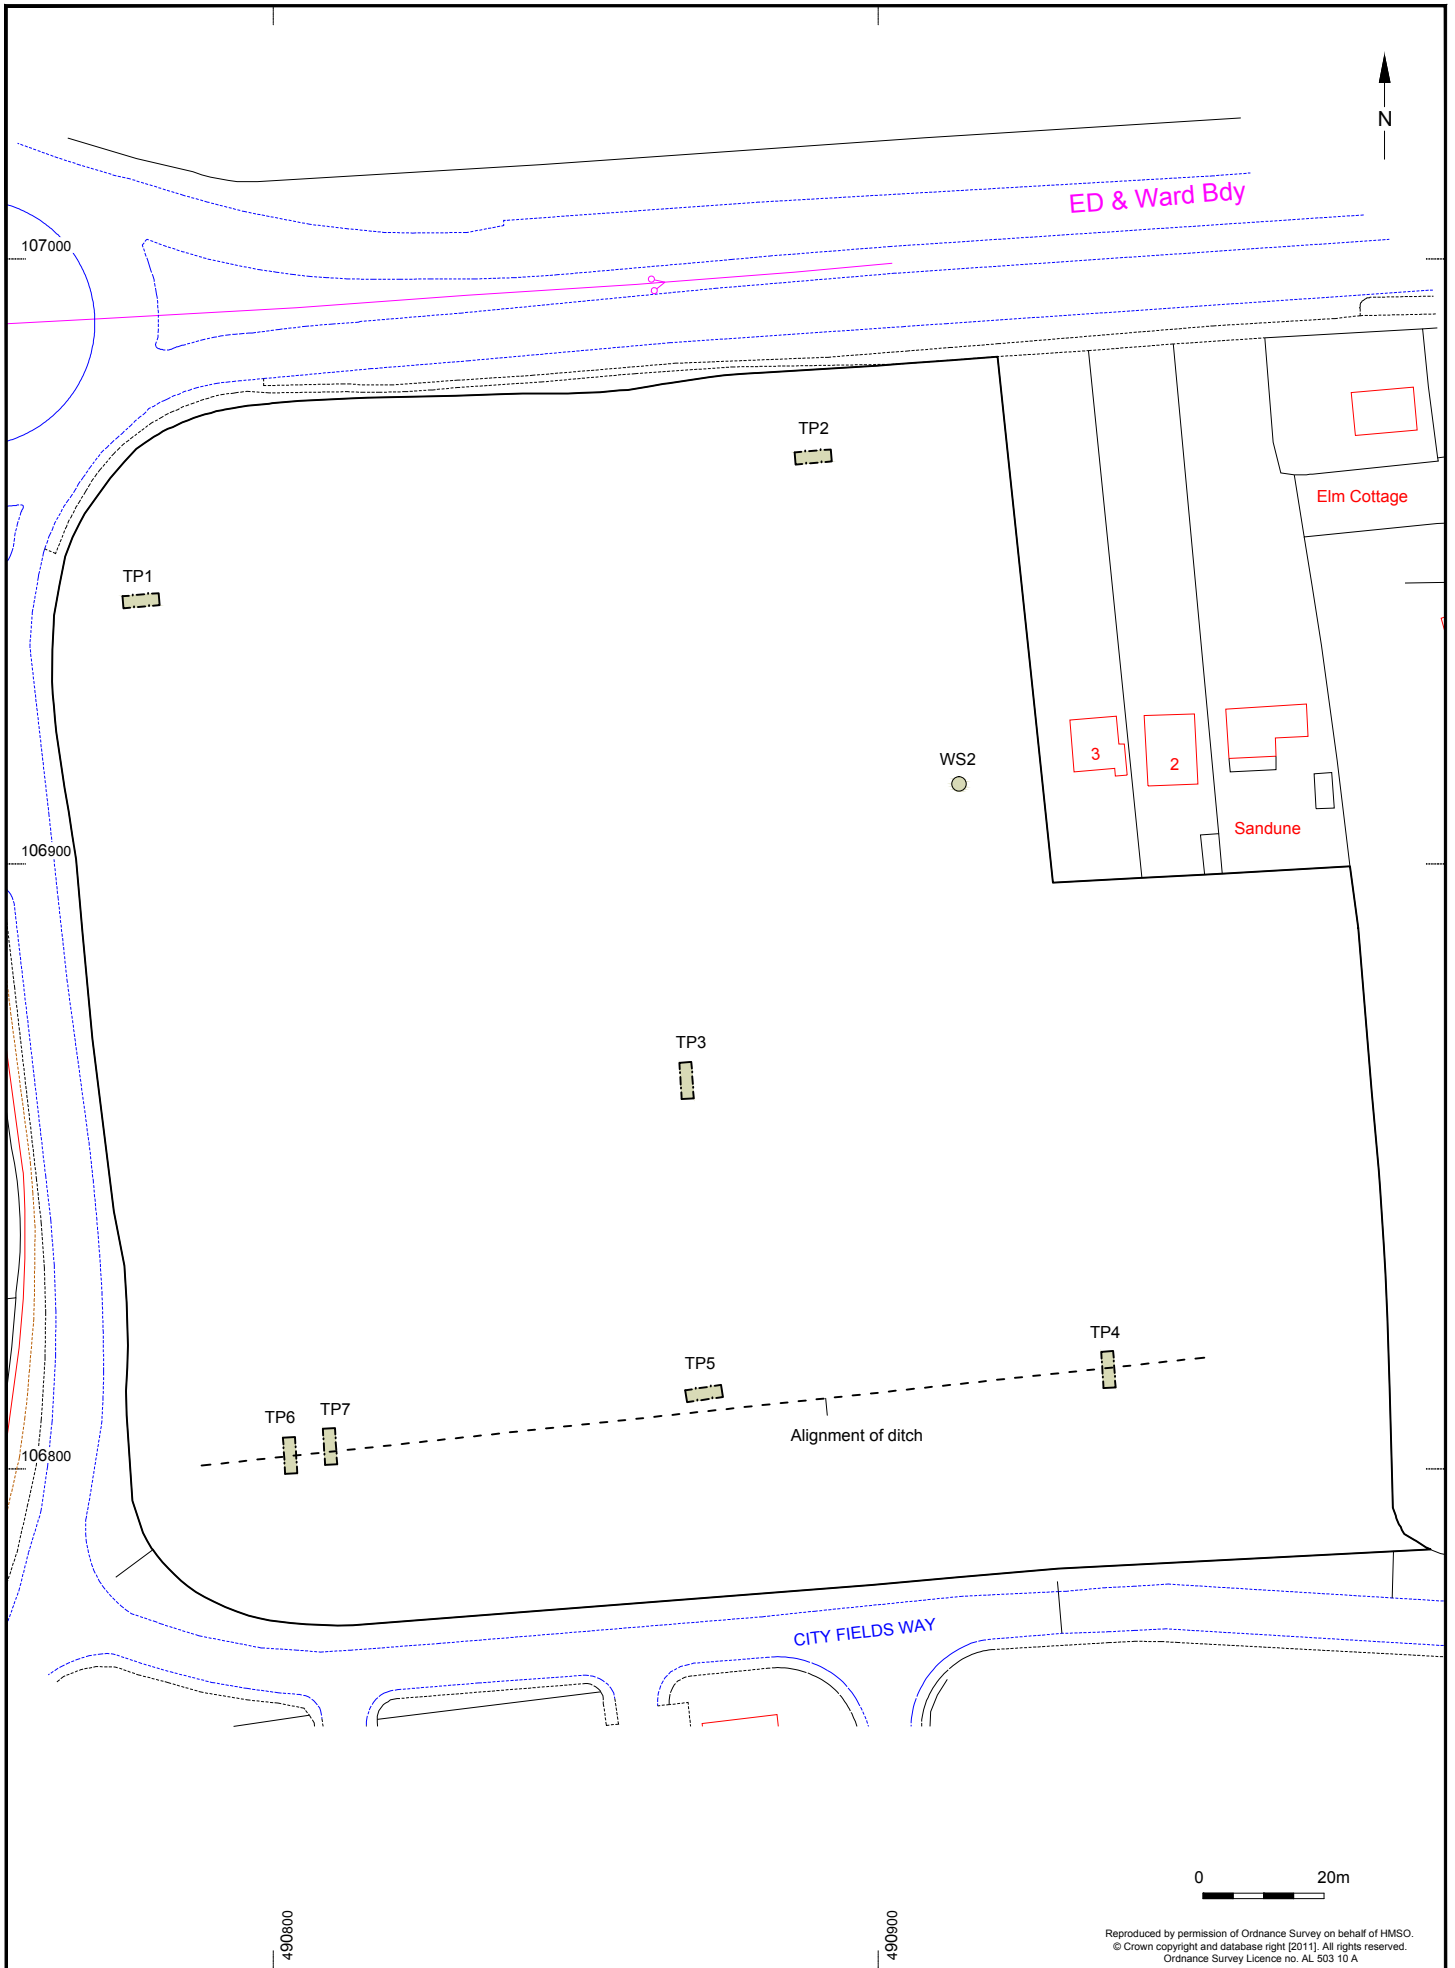 N
ED & Ward Bdy
107000
TP2
Elm Cottage
TP1
WS2
3
2
Sandune
106900
TP3
TP4
TP5
TP7
TP6
Alignment of ditch
106800
CITY FIELDS WAY
0 20m
490800
490900
Reproduced by permission of Ordnance Survey on behalf of HMSO.
© Crown copyright and database right [2011]. All rights reserved.
Ordnance Survey Licence no. AL 503 10 A